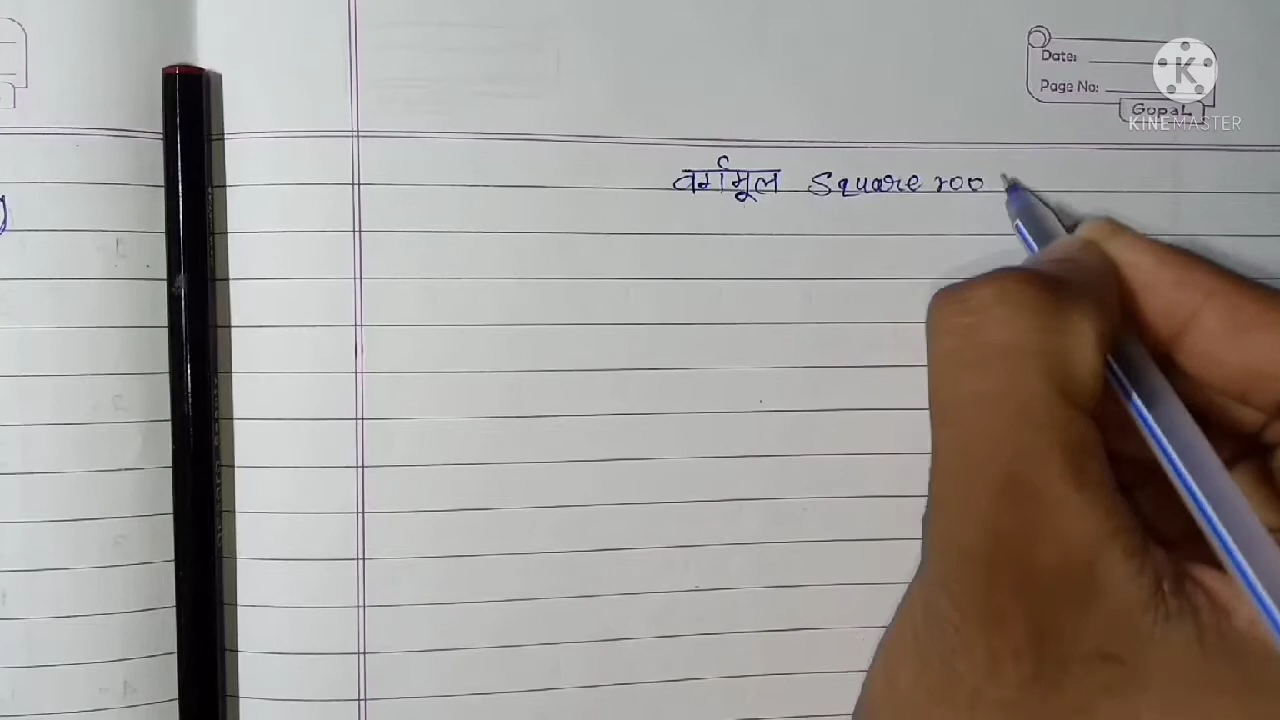 Date:
Page No:
Gopal
KINEMASTER
वर्गमूल Square roo